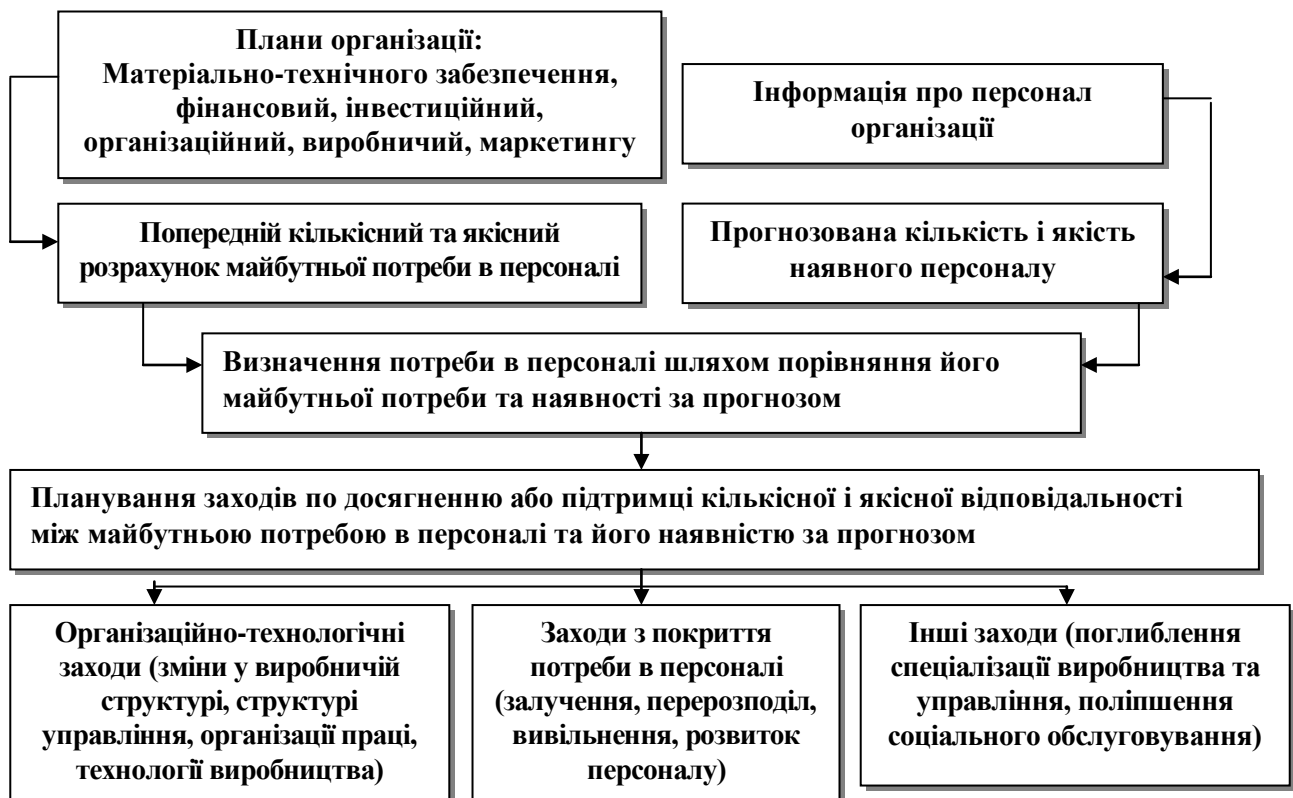 Плани організації:
Матеріально-технічного забезпечення,
фінансовий, інвестиційний,
організаційний, виробничий, маркетингу
Інформація про персонал
організації
Попередній кількісний та якісний
розрахунок майбутньої потреби в персоналі
Прогнозована кількість і якість
наявного персоналу
Визначення потреби в персоналі шляхом порівняння його
майбутньої потреби та наявності за прогнозом
Планування заходів по досягненню або підтримці кількісної і якісної відповідальності
між майбутньою потребою в персоналі та його наявністю за прогнозом
Організаційно-технологічні
заходи (зміни у виробничій
структурі, структурі
управління, організації праці,
технології виробництва)
Заходи з покриття
потреби в персоналі
(залучення, перерозподіл,
вивільнення, розвиток
персоналу)
Інші заходи (поглиблення
спеціалізації виробництва та
управління, поліпшення
соціального обслуговування)